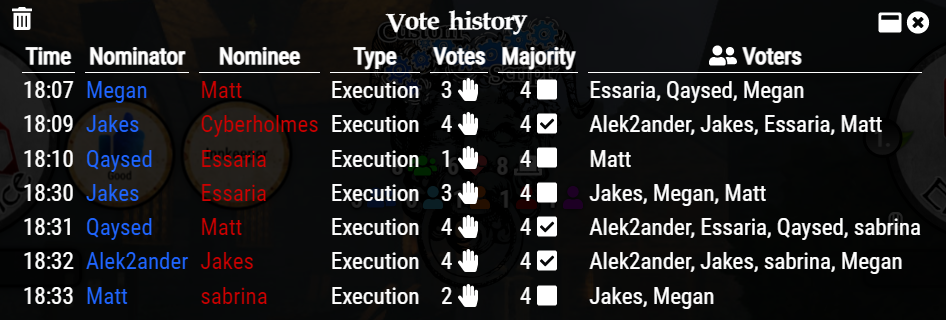 Vote history
Time Nominator Nominee Type Votes Majority Voters
18:07 Megan Matt Execution 3 4 Essaria, Qaysed, Megan
18:09 Jakes Cyberholmes Execution 4 4 Alek2ander, Jakes, Essaria, Matt
18:10 Qaysed Essaria Execution 1 4 Matt
18:30 Jakes Essaria Execution 3 4 Jakes, Megan, Matt
18:31 Qaysed Matt Execution 4 4 Alek2ander, Essaria, Qaysed, sabrina
18:32 Alek2ander Jakes Execution 4 4 Alek2ander, Jakes, sabrina, Megan
18:33 Matt sabrina Execution 2 4 Jakes, Megan